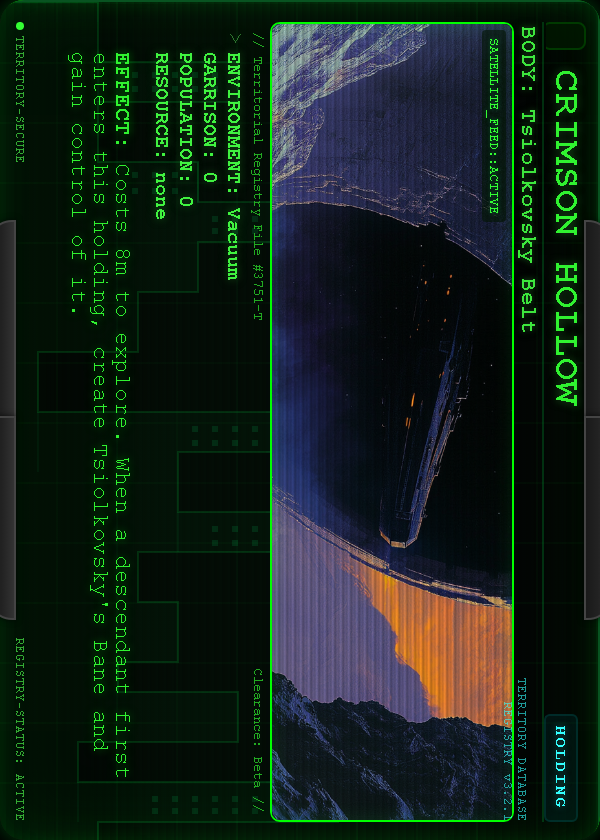 CRIMSON HOLLOW
HOLDING
BODY: Tsiolkovsky Belt
TERRITORY DATABASE
REGISTRY v3.2.1
SATELLITE_FEED::ACTIVE
// Territorial Registry File #3751-T
Clearance: Beta //
> ENVIRONMENT: Vacuum
GARRISON: 0
POPULATION: 0
RESOURCE: none
EFFECT: Costs 8m to explore. When a descendant first
enters this holding, create Tsiolkovsky's Bane and
gain control of it.
● TERRITORY-SECURE
REGISTRY-STATUS: ACTIVE